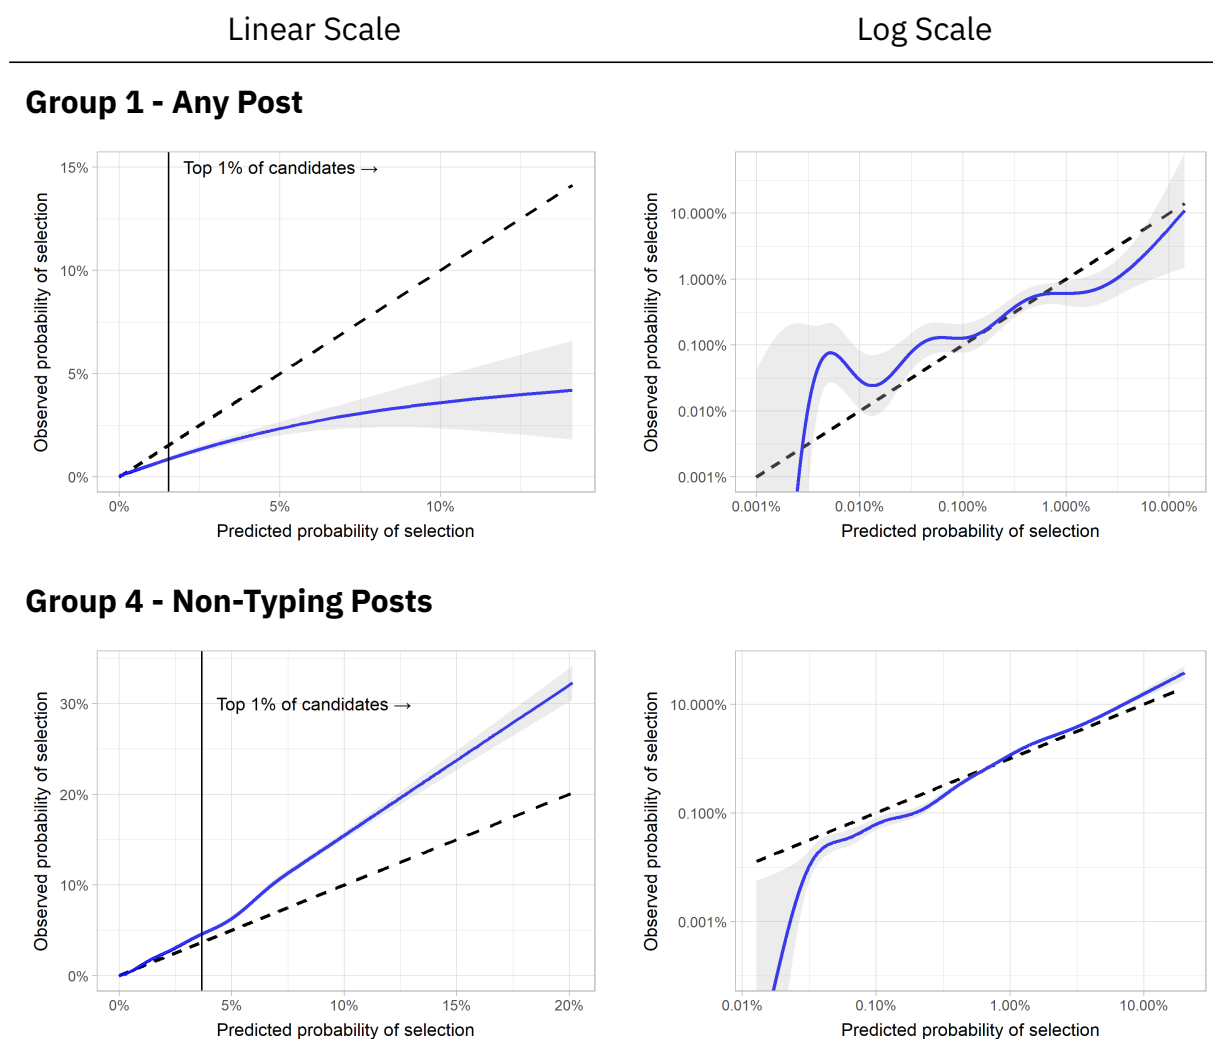 Linear Scale
Log Scale
Group 1 - Any Post
Top 1% of candidates →
15%
10%
5%
0%
0%
5%
10%
Observed probability of selection
Predicted probability of selection
10.000%
1.000%
0.100%
0.010%
0.001%
0.001%
0.010%
0.100%
1.000%
10.000%
Observed probability of selection
Predicted probability of selection
Group 4 - Non-Typing Posts
Top 1% of candidates →
30%
20%
10%
0%
0%
5%
10%
15%
20%
Observed probability of selection
Predicted probability of selection
10.000%
0.100%
0.001%
0.01%
0.10%
1.00%
10.00%
Observed probability of selection
Predicted probability of selection